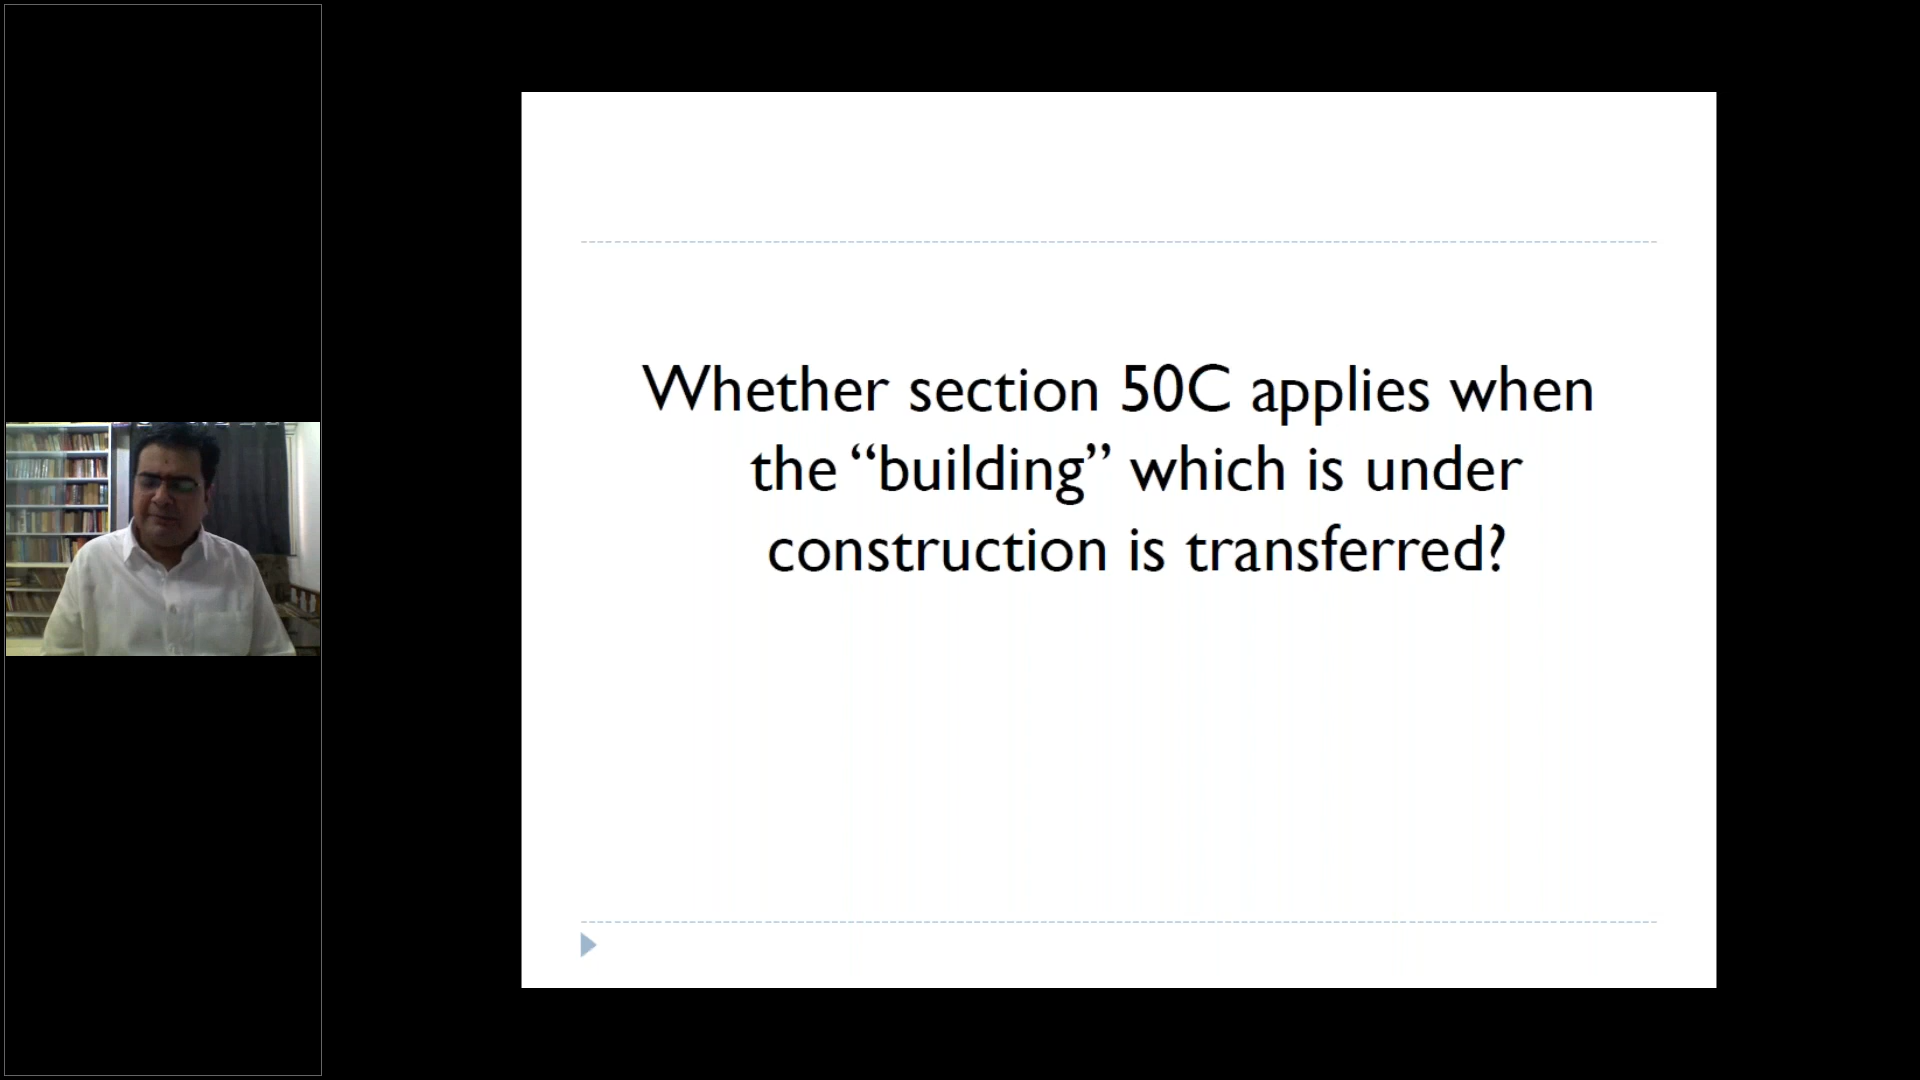 Whether section 50C applies when
the “building” which is under
construction is transferred?